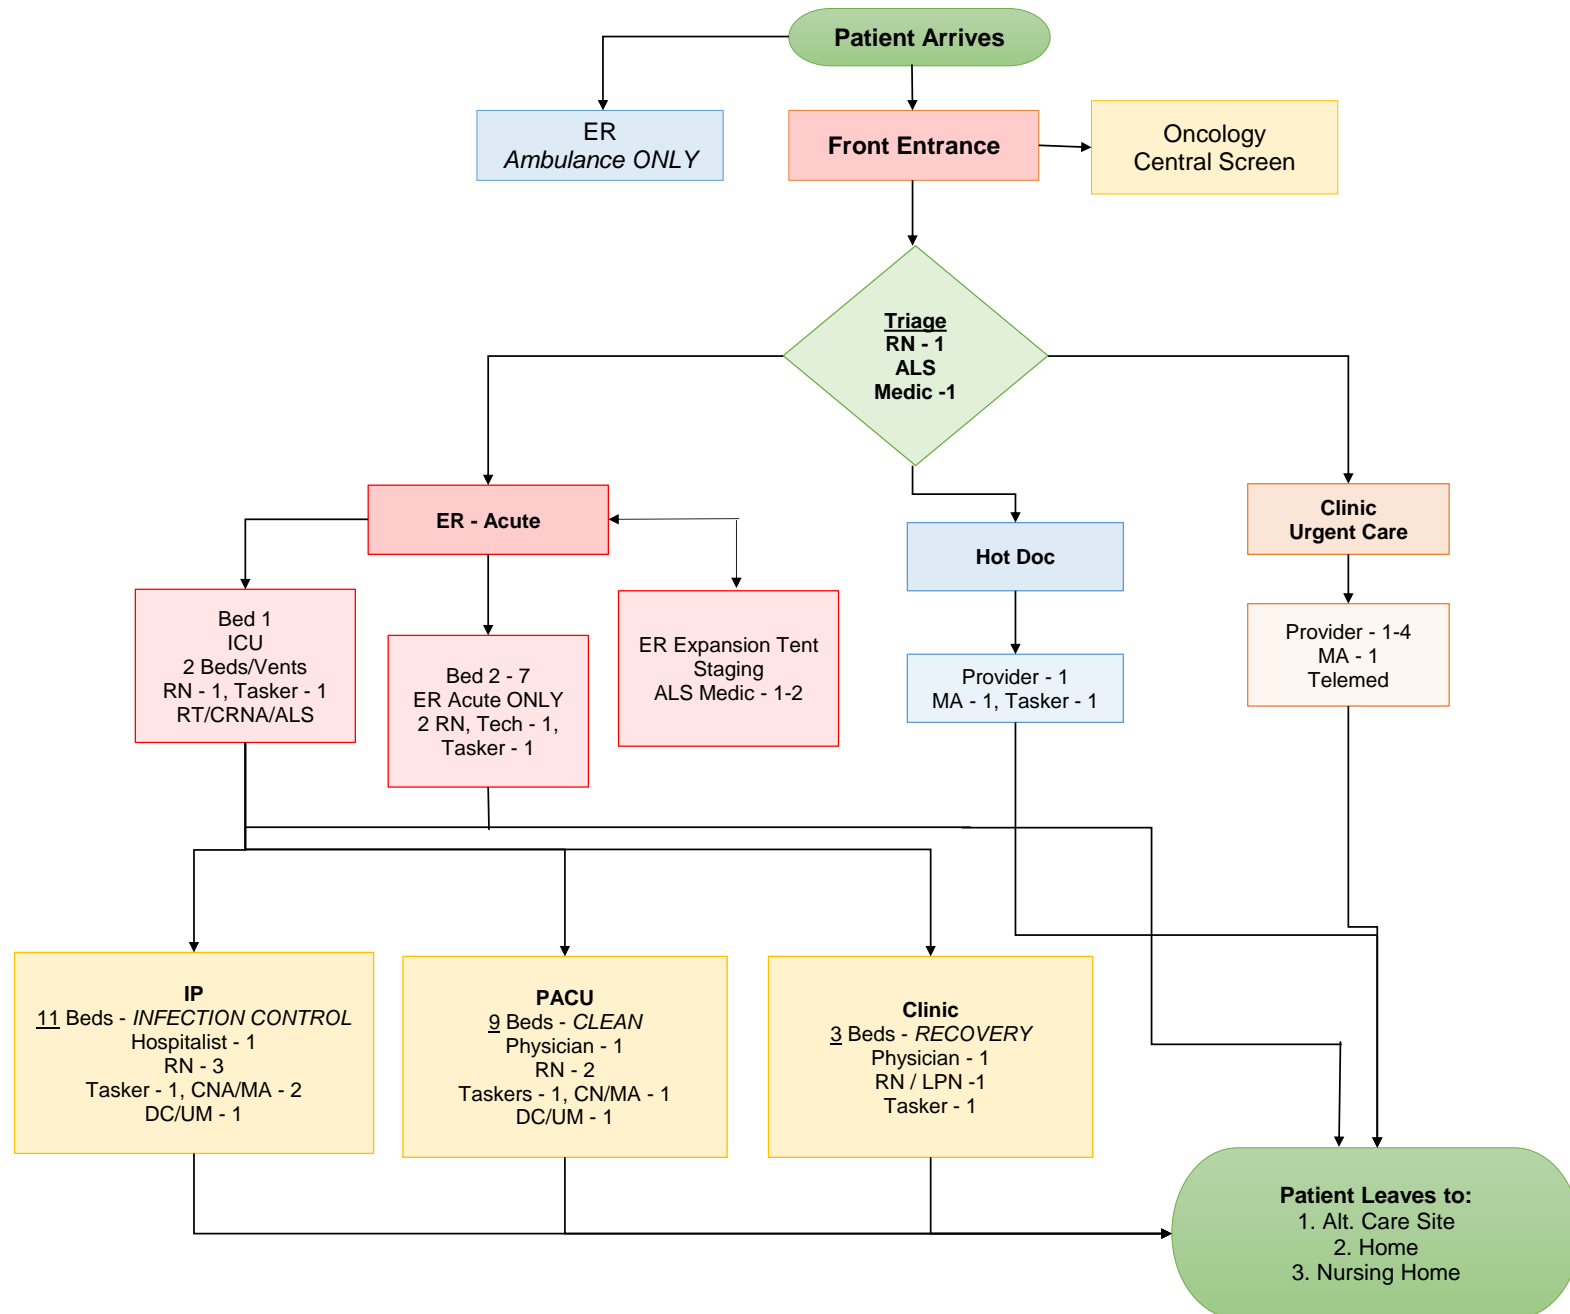 Patient Arrives
ER
Ambulance ONLY
Front Entrance
Oncology
Central Screen
Triage
RN - 1
ALS
Medic -1
ER - Acute
Hot Doc
Clinic
Urgent Care
Bed 1
ICU
2 Beds/Vents
RN - 1, Tasker - 1
RT/CRNA/ALS
Bed 2 - 7
ER Acute ONLY
2 RN, Tech - 1,
Tasker - 1
ER Expansion Tent
Staging
ALS Medic - 1-2
Provider - 1
MA - 1, Tasker - 1
Provider - 1-4
MA - 1
Telemed
IP
11 Beds - INFECTION CONTROL
Hospitalist - 1
RN - 3
Tasker - 1, CNA/MA - 2
DC/UM - 1
PACU
9 Beds - CLEAN
Physician - 1
RN - 2
Taskers - 1, CN/MA - 1
DC/UM - 1
Clinic
3 Beds - RECOVERY
Physician - 1
RN / LPN -1
Tasker - 1
Patient Leaves to:
1. Alt. Care Site
2. Home
3. Nursing Home